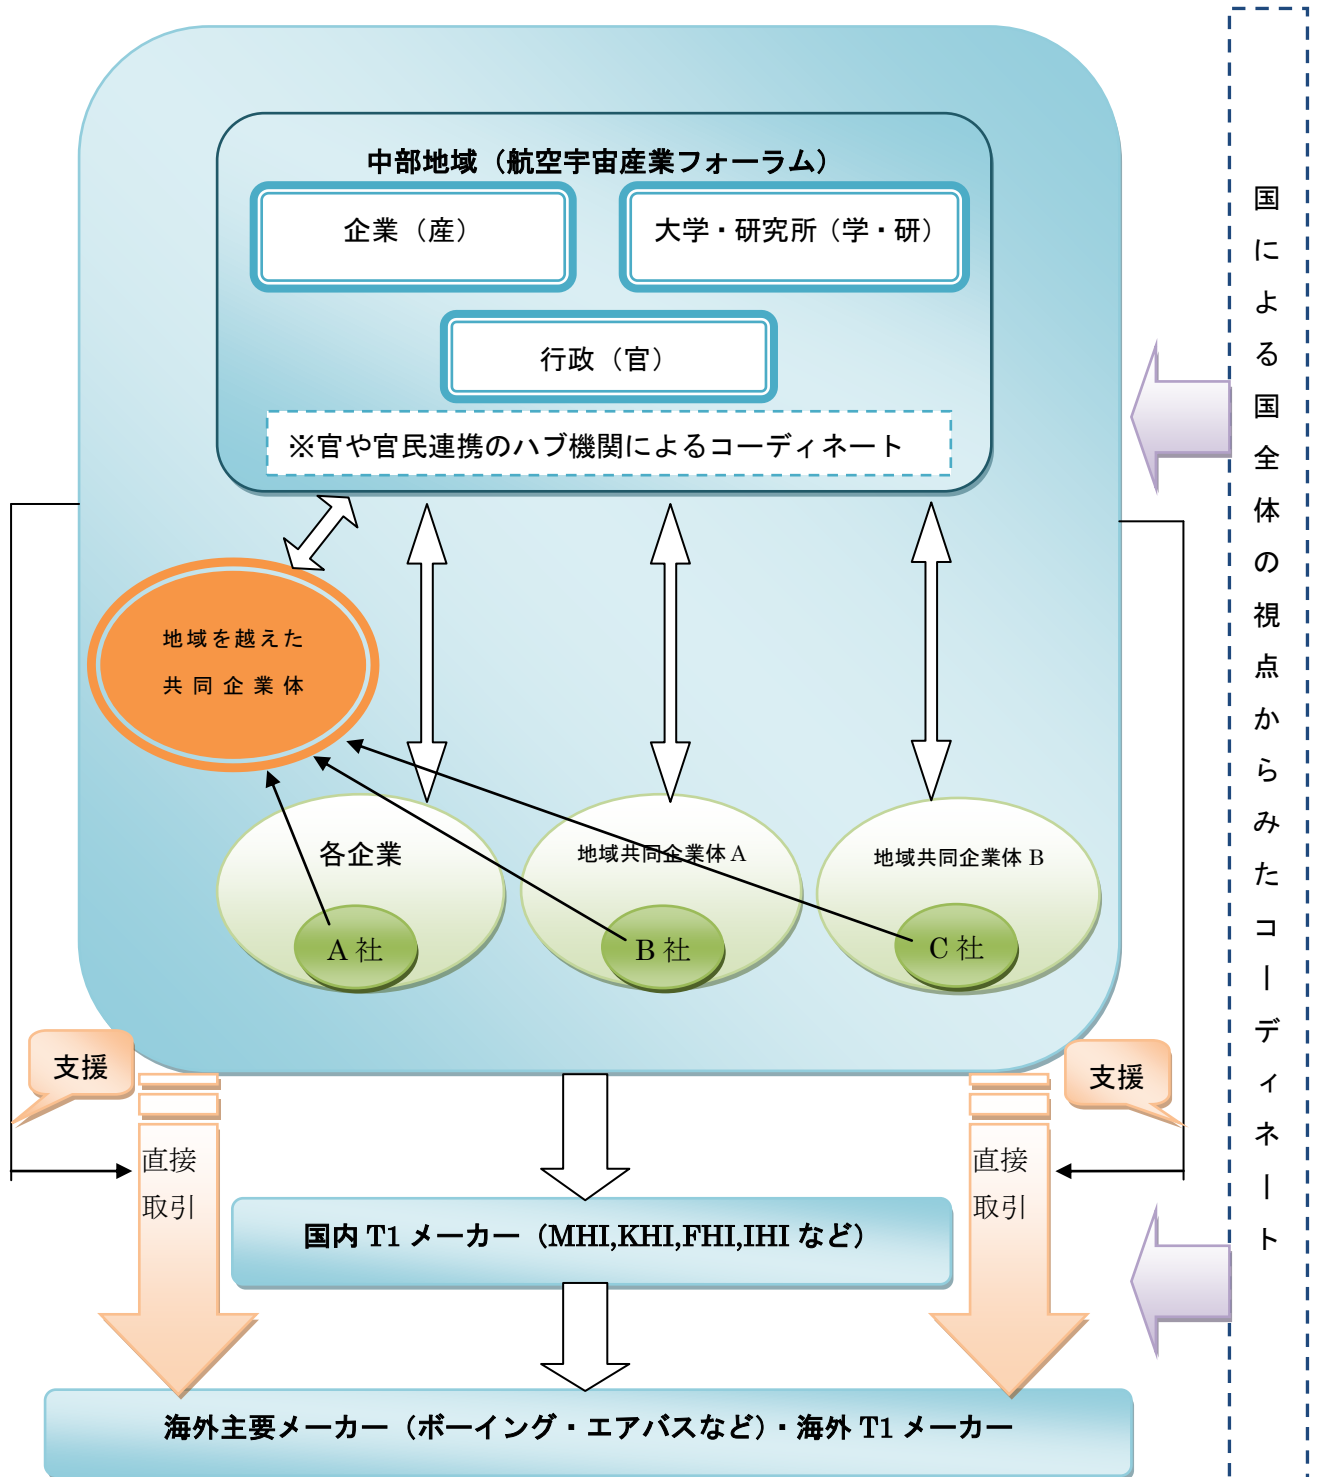 中部地域（航空宇宙産業フォーラム）
企業（産）
大学・研究所（学・研）
行政（官）
※官や官民連携のハブ機関によるコーディネート
地域を越えた
共同企業体
各企業
地域共同企業体 A
地域共同企業体 B
A 社
B 社
C 社
支援
支援
直接
取引
直接
取引
国内 T1 メーカー（MHI,KHI,FHI,IHI など）
海外主要メーカー（ボーイング・エアバスなど）・海外 T1 メーカー
国による国全体の視点からみたコーディネート